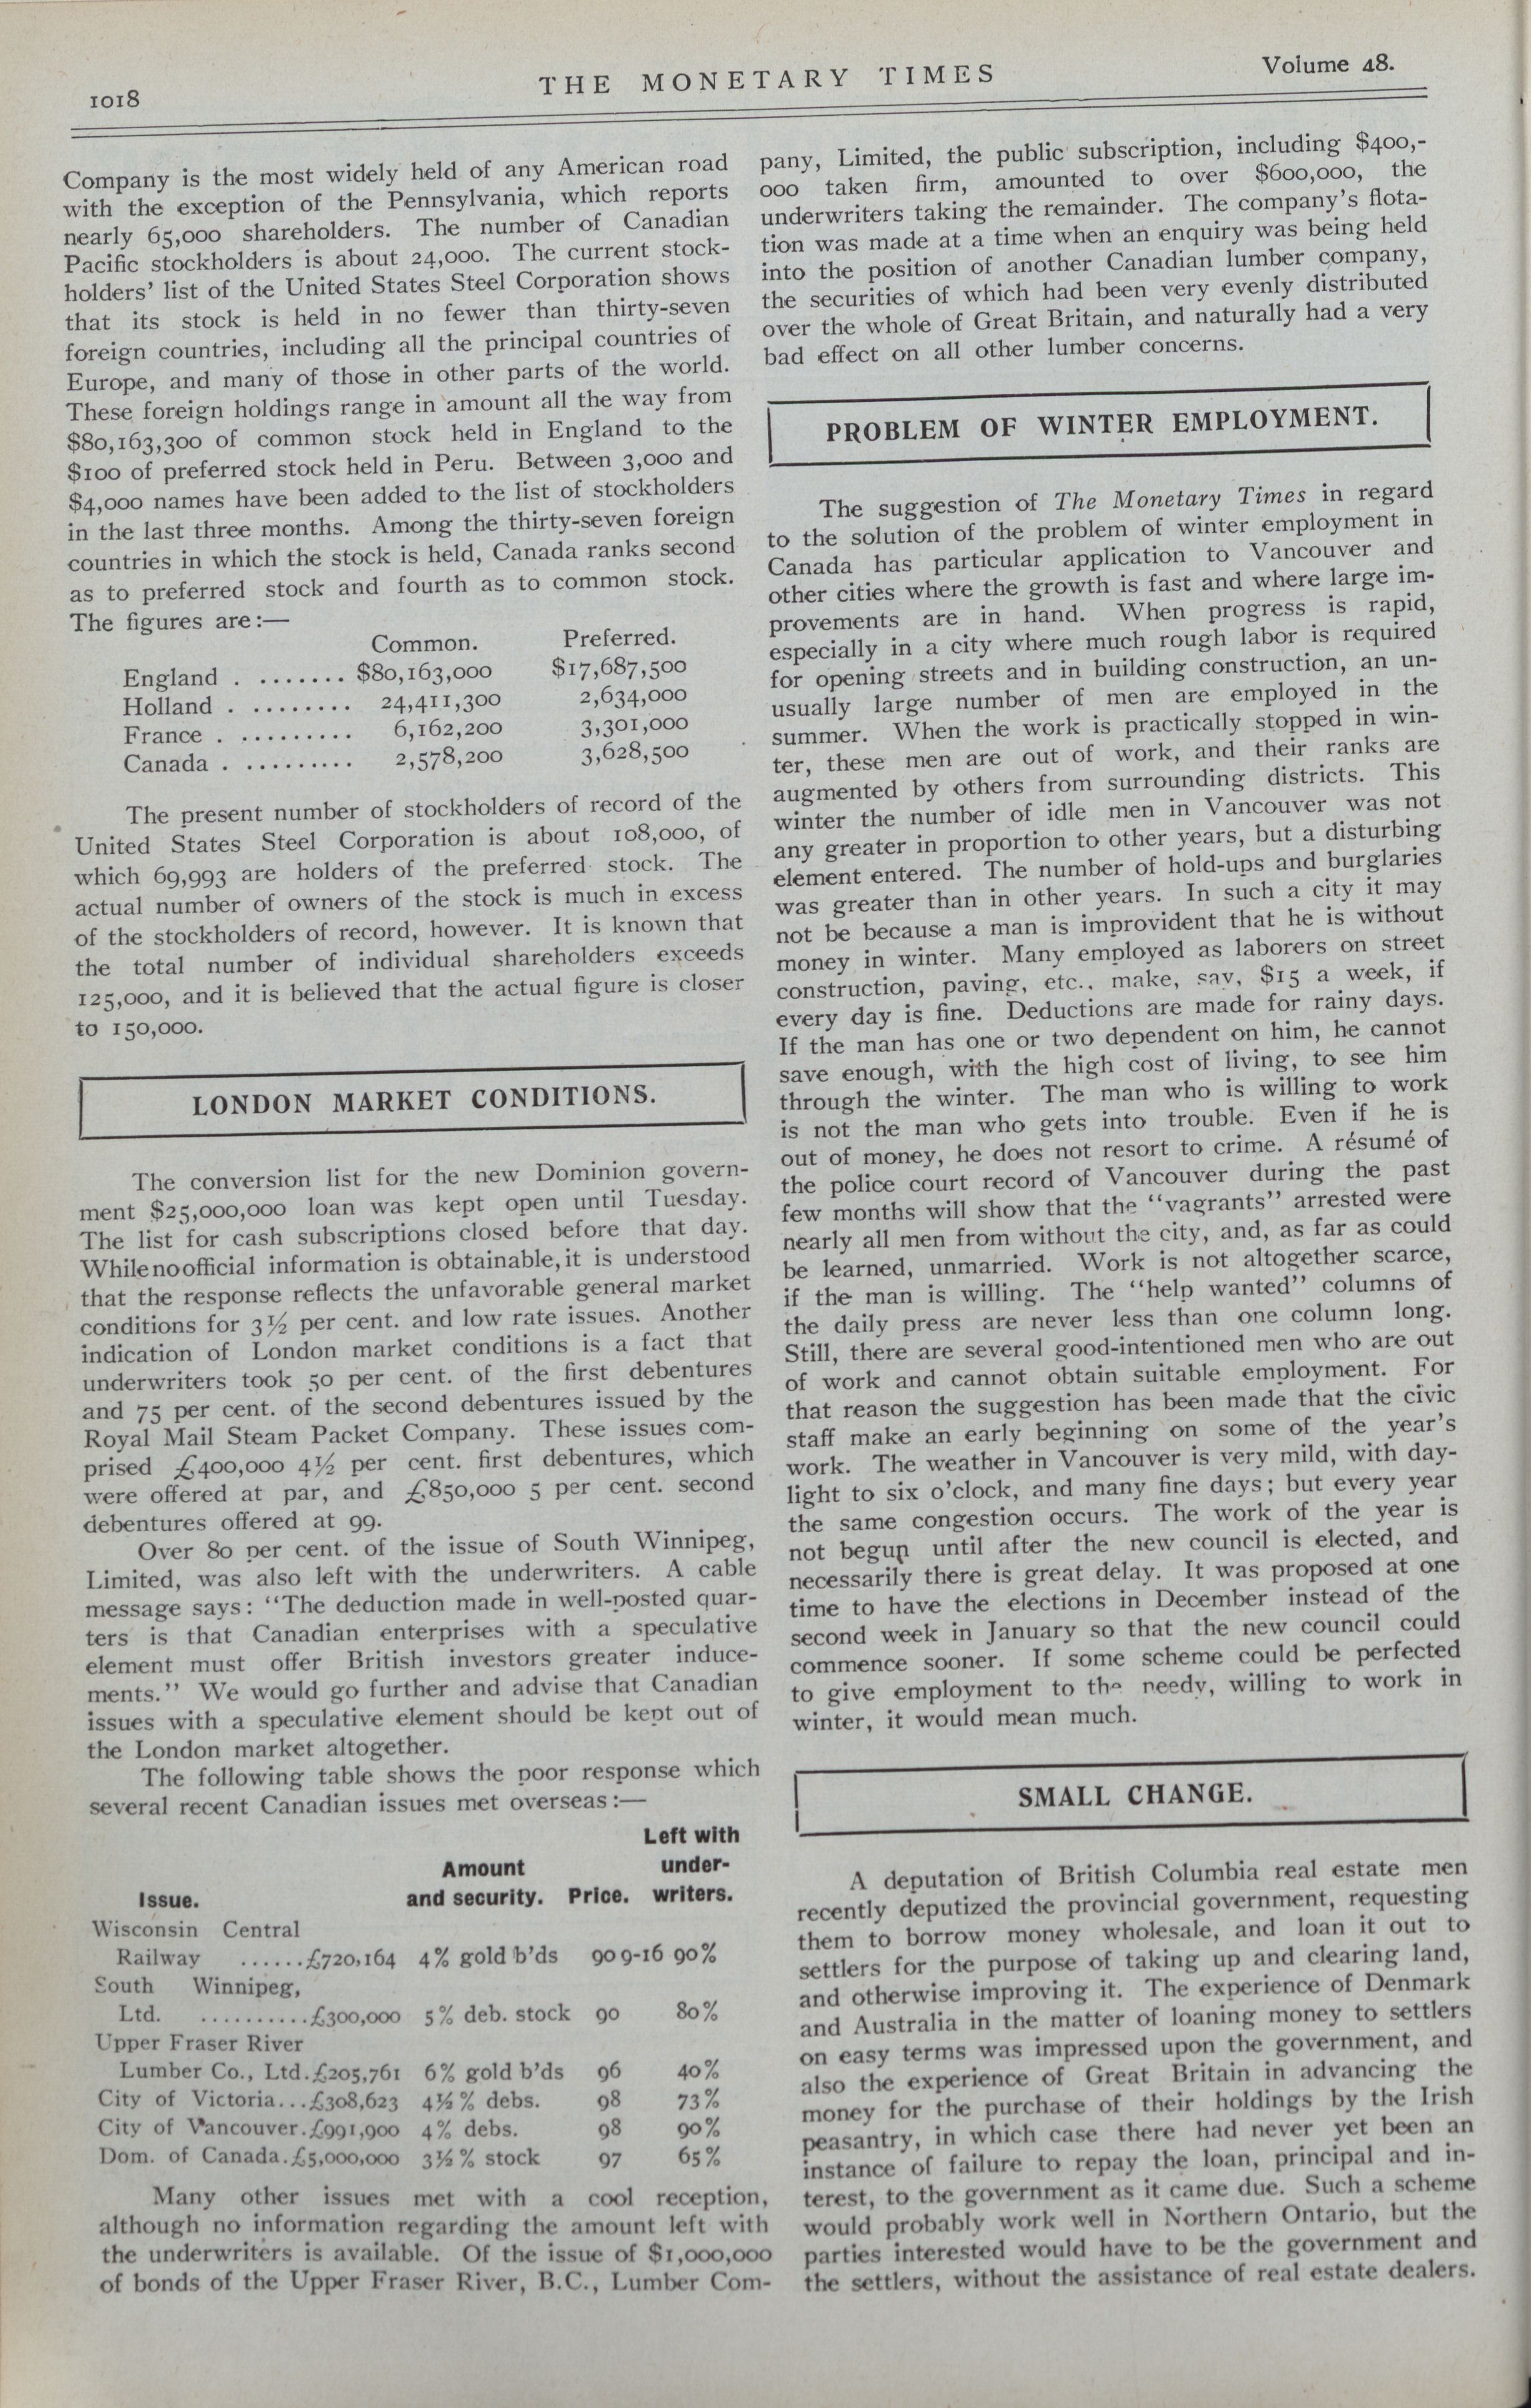 1018
THE MONETARY TIMES
Volume 48.
Company is the most widely held of any American road
with the exception of the Pennsylvania, which reports
nearly 65,000 shareholders. The number of Canadian
Pacific stockholders is about 24,000. The current stock-
holders' list of the United States Steel Corporation shows
that its stock is held in no fewer than thirty-seven
foreign countries, including all the principal countries of
Europe, and many of those in other parts of the world.
These foreign holdings range in amount all the way from
$80,163,300 of common stock held in England to the
$100 of preferred stock held in Peru. Between 3,000 and
$4,000 names have been added to the list of stockholders
in the last three months. Among the thirty-seven foreign
countries in which the stock is held, Canada ranks second
as to preferred stock and fourth as to common stock.
The figures are:—
Common. Preferred.
England . ....... $80,163,000 $17,687,500
Holland . ........ 24,411,300 2,634,000
France . ......... 6,162,200 3,301,000
Canada . ......... 2,578,200 3,628,500
The present number of stockholders of record of the
United States Steel Corporation is about 108,000, of
which 69,993 are holders of the preferred stock. The
actual number of owners of the stock is much in excess
of the stockholders of record, however. It is known that
the total number of individual shareholders exceeds
125,000, and it is believed that the actual figure is closer
to 150,000.
LONDON MARKET CONDITIONS.
The conversion list for the new Dominion govern-
ment $25,000,000 loan was kept open until Tuesday.
The list for cash subscriptions closed before that day.
While no official information is obtainable, it is understood
that the response reflects the unfavorable general market
conditions for 3½ per cent. and low rate issues. Another
indication of London market conditions is a fact that
underwriters took 50 per cent. of the first debentures
and 75 per cent. of the second debentures issued by the
Royal Mail Steam Packet Company. These issues com-
prised £400,000 4½ per cent. first debentures, which
were offered at par, and £850,000 5 per cent. second
debentures offered at 99.
Over 80 per cent. of the issue of South Winnipeg,
Limited, was also left with the underwriters. A cable
message says: "The deduction made in well-posted quar-
ters is that Canadian enterprises with a speculative
element must offer British investors greater induce-
ments." We would go further and advise that Canadian
issues with a speculative element should be kept out of
the London market altogether.
The following table shows the poor response which
several recent Canadian issues met overseas:—
Left with
Amount under-
Issue. and security. Price. writers.
Wisconsin Central
Railway ......£720,164 4% gold b'ds 90 9-16 90%
South Winnipeg,
Ltd. ..........£300,000 5% deb. stock 90 80%
Upper Fraser River
Lumber Co., Ltd.£205,761 6% gold b'ds 96 40%
City of Victoria...£308,623 4½% debs. 98 73%
City of Vancouver.£991,900 4% debs. 98 90%
Dom. of Canada.£5,000,000 3½% stock 97 65%
Many other issues met with a cool reception,
although no information regarding the amount left with
the underwriters is available. Of the issue of $1,000,000
of bonds of the Upper Fraser River, B.C., Lumber Com-
pany, Limited, the public subscription, including $400,-
000 taken firm, amounted to over $600,000, the
underwriters taking the remainder. The company's flota-
tion was made at a time when an enquiry was being held
into the position of another Canadian lumber company,
the securities of which had been very evenly distributed
over the whole of Great Britain, and naturally had a very
bad effect on all other lumber concerns.
PROBLEM OF WINTER EMPLOYMENT.
The suggestion of The Monetary Times in regard
to the solution of the problem of winter employment in
Canada has particular application to Vancouver and
other cities where the growth is fast and where large im-
provements are in hand. When progress is rapid,
especially in a city where much rough labor is required
for opening streets and in building construction, an un-
usually large number of men are employed in the
summer. When the work is practically stopped in win-
ter, these men are out of work, and their ranks are
augmented by others from surrounding districts. This
winter the number of idle men in Vancouver was not
any greater in proportion to other years, but a disturbing
element entered. The number of hold-ups and burglaries
was greater than in other years. In such a city it may
not be because a man is improvident that he is without
money in winter. Many employed as laborers on street
construction, paving, etc., make, say, $15 a week, if
every day is fine. Deductions are made for rainy days.
If the man has one or two dependent on him, he cannot
save enough, with the high cost of living, to see him
through the winter. The man who is willing to work
is not the man who gets into trouble. Even if he is
out of money, he does not resort to crime. A résumé of
the police court record of Vancouver during the past
few months will show that the "vagrants" arrested were
nearly all men from without the city, and, as far as could
be learned, unmarried. Work is not altogether scarce,
if the man is willing. The "help wanted" columns of
the daily press are never less than one column long.
Still, there are several good-intentioned men who are out
of work and cannot obtain suitable employment. For
that reason the suggestion has been made that the civic
staff make an early beginning on some of the year's
work. The weather in Vancouver is very mild, with day-
light to six o'clock, and many fine days; but every year
the same congestion occurs. The work of the year is
not begun until after the new council is elected, and
necessarily there is great delay. It was proposed at one
time to have the elections in December instead of the
second week in January so that the new council could
commence sooner. If some scheme could be perfected
to give employment to the needy, willing to work in
winter, it would mean much.
SMALL CHANGE.
A deputation of British Columbia real estate men
recently deputized the provincial government, requesting
them to borrow money wholesale, and loan it out to
settlers for the purpose of taking up and clearing land,
and otherwise improving it. The experience of Denmark
and Australia in the matter of loaning money to settlers
on easy terms was impressed upon the government, and
also the experience of Great Britain in advancing the
money for the purchase of their holdings by the Irish
peasantry, in which case there had never yet been an
instance of failure to repay the loan, principal and in-
terest, to the government as it came due. Such a scheme
would probably work well in Northern Ontario, but the
parties interested would have to be the government and
the settlers, without the assistance of real estate dealers.